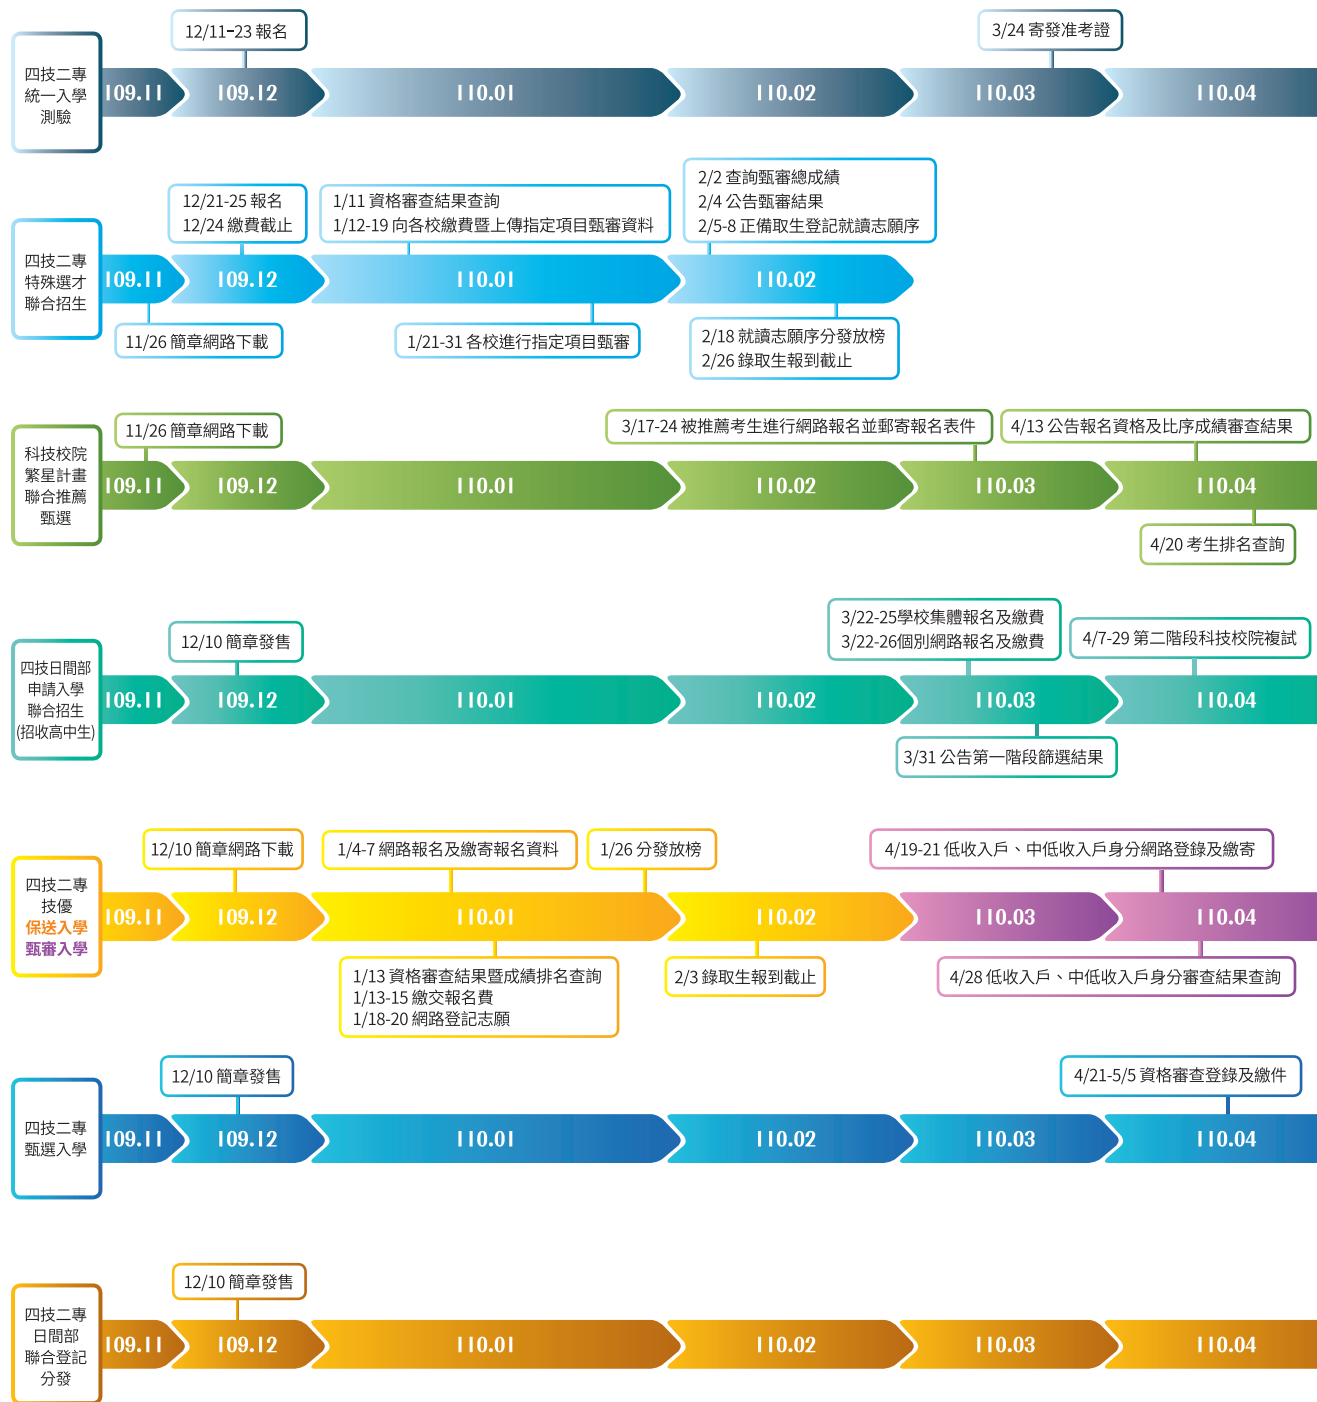 12/11-23 報名
3/24 寄發准考證
四技二專
統一入學
測驗
109.11
109.12
110.01
110.02
110.03
110.04
12/21-25 報名
12/24 繳費截止
1/11 資格審查結果查詢
1/12-19 向各校繳費暨上傳指定項目甄審資料
2/2 查詢甄審總成績
2/4 公告甄審結果
2/5-8 正備取生登記就讀志願序
四技二專
特殊選才
聯合招生
109.11
109.12
110.01
110.02
11/26 簡章網路下載
1/21-31 各校進行指定項目甄審
2/18 就讀志願序分發放榜
2/26 錄取生報到截止
11/26 簡章網路下載
3/17-24 被推薦考生進行網路報名並郵寄報名表件
4/13 公告報名資格及比序成績審查結果
科技校院
繁星計畫
聯合推薦
甄選
109.11
109.12
110.01
110.02
110.03
110.04
4/20 考生排名查詢
12/10 簡章發售
3/22-25學校集體報名及繳費
3/22-26個別網路報名及繳費
4/7-29 第二階段科技校院複試
四技日間部
申請入學
聯合招生
(招收高中生)
109.11
109.12
110.01
110.02
110.03
110.04
3/31 公告第一階段篩選結果
12/10 簡章網路下載
1/4-7 網路報名及繳寄報名資料
1/26 分發放榜
4/19-21 低收入戶、中低收入戶身分網路登錄及繳寄
四技二專
技優
保送入學
甄審入學
109.11
109.12
110.01
110.02
110.03
110.04
1/13 資格審查結果暨成績排名查詢
1/13-15 繳交報名費
1/18-20 網路登記志願
2/3 錄取生報到截止
4/28 低收入戶、中低收入戶身分審查結果查詢
12/10 簡章發售
4/21-5/5 資格審查登錄及繳件
四技二專
甄選入學
109.11
109.12
110.01
110.02
110.03
110.04
12/10 簡章發售
四技二專
日間部
聯合登記
分發
109.11
109.12
110.01
110.02
110.03
110.04